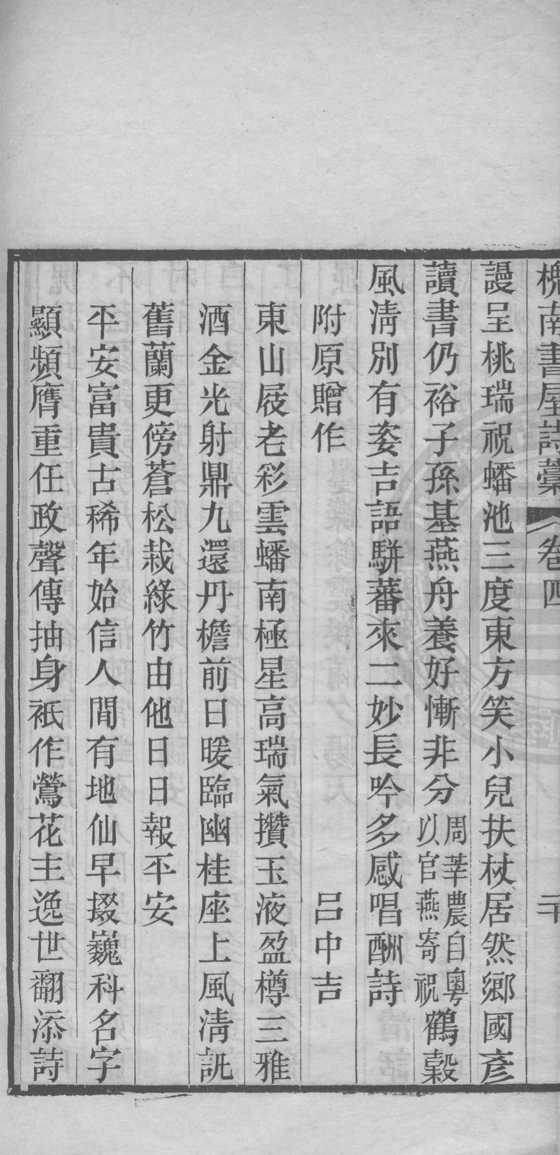 槐南書屋詩藁 卷四
謾呈桃瑞祝蟠池三度東方笑小兒扶杖居然鄉國彥
讀書仍裕子孫基燕舟養好慚非分周莘農自粵以官燕寄祝鶴穀
風淸別有姿吉語駢蕃來二妙長吟多感唱酬詩
附原贈作 呂中吉
東山屐老彩雲蟠南極星高瑞氣攢玉液盈樽三雅
酒金光射鼎九還丹檐前日暖臨幽桂座上風淸訊
舊蘭更傍蒼松栽綠竹由他日日報平安
平安富貴古稀年始信人間有地仙早掇巍科名字
顯頻膺重任政聲傳抽身祇作鶯花主逸世翻添詩